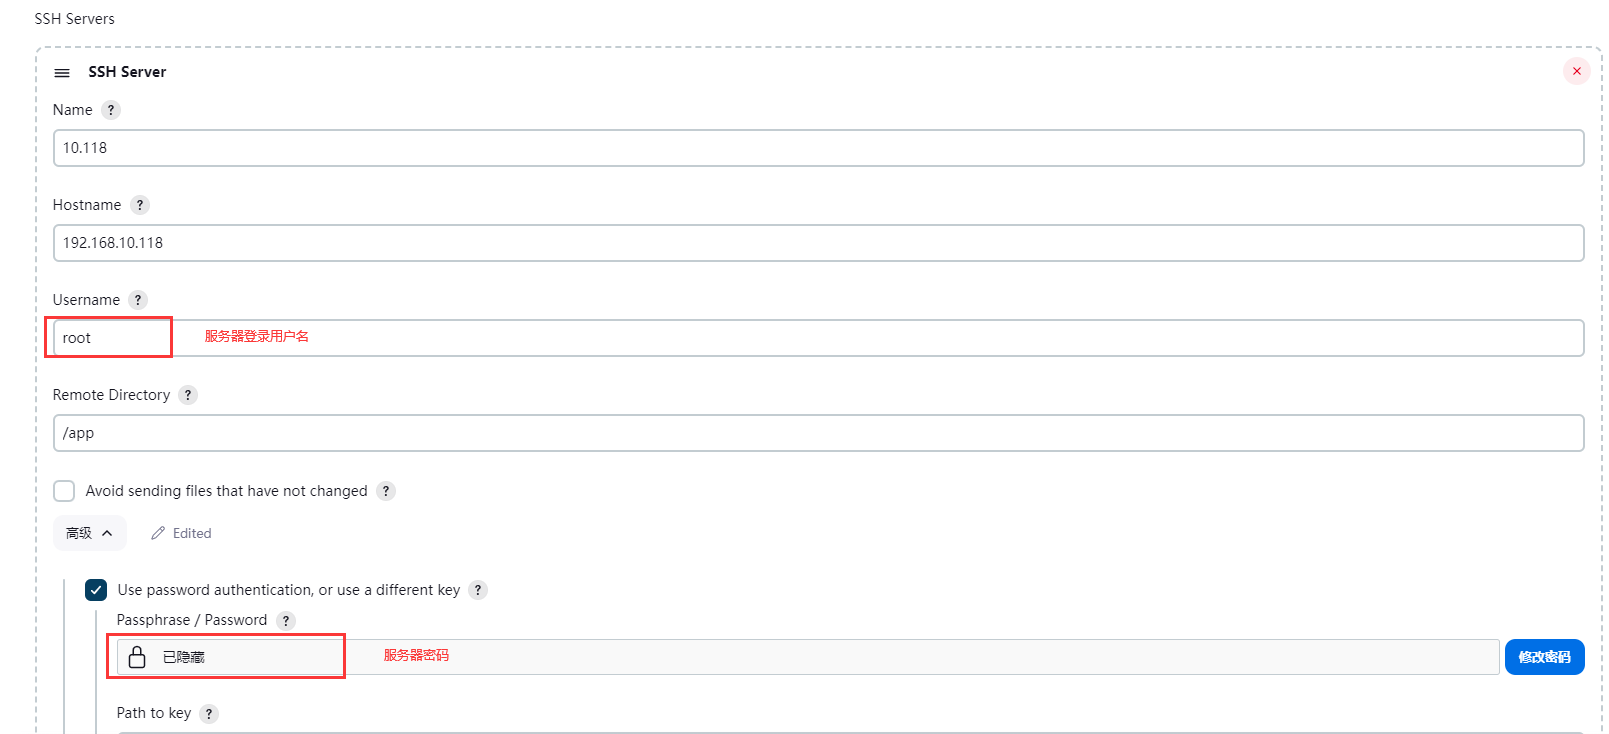 SSH Servers
SSH Server
Name ?
10.118
Hostname ?
192.168.10.118
Username ?
root 服务器登录用户名
Remote Directory ?
/app
Avoid sending files that have not changed ?
高级 Edited
Use password authentication, or use a different key ?
Passphrase / Password ?
已隐藏 服务器密码 修改密码
Path to key ?